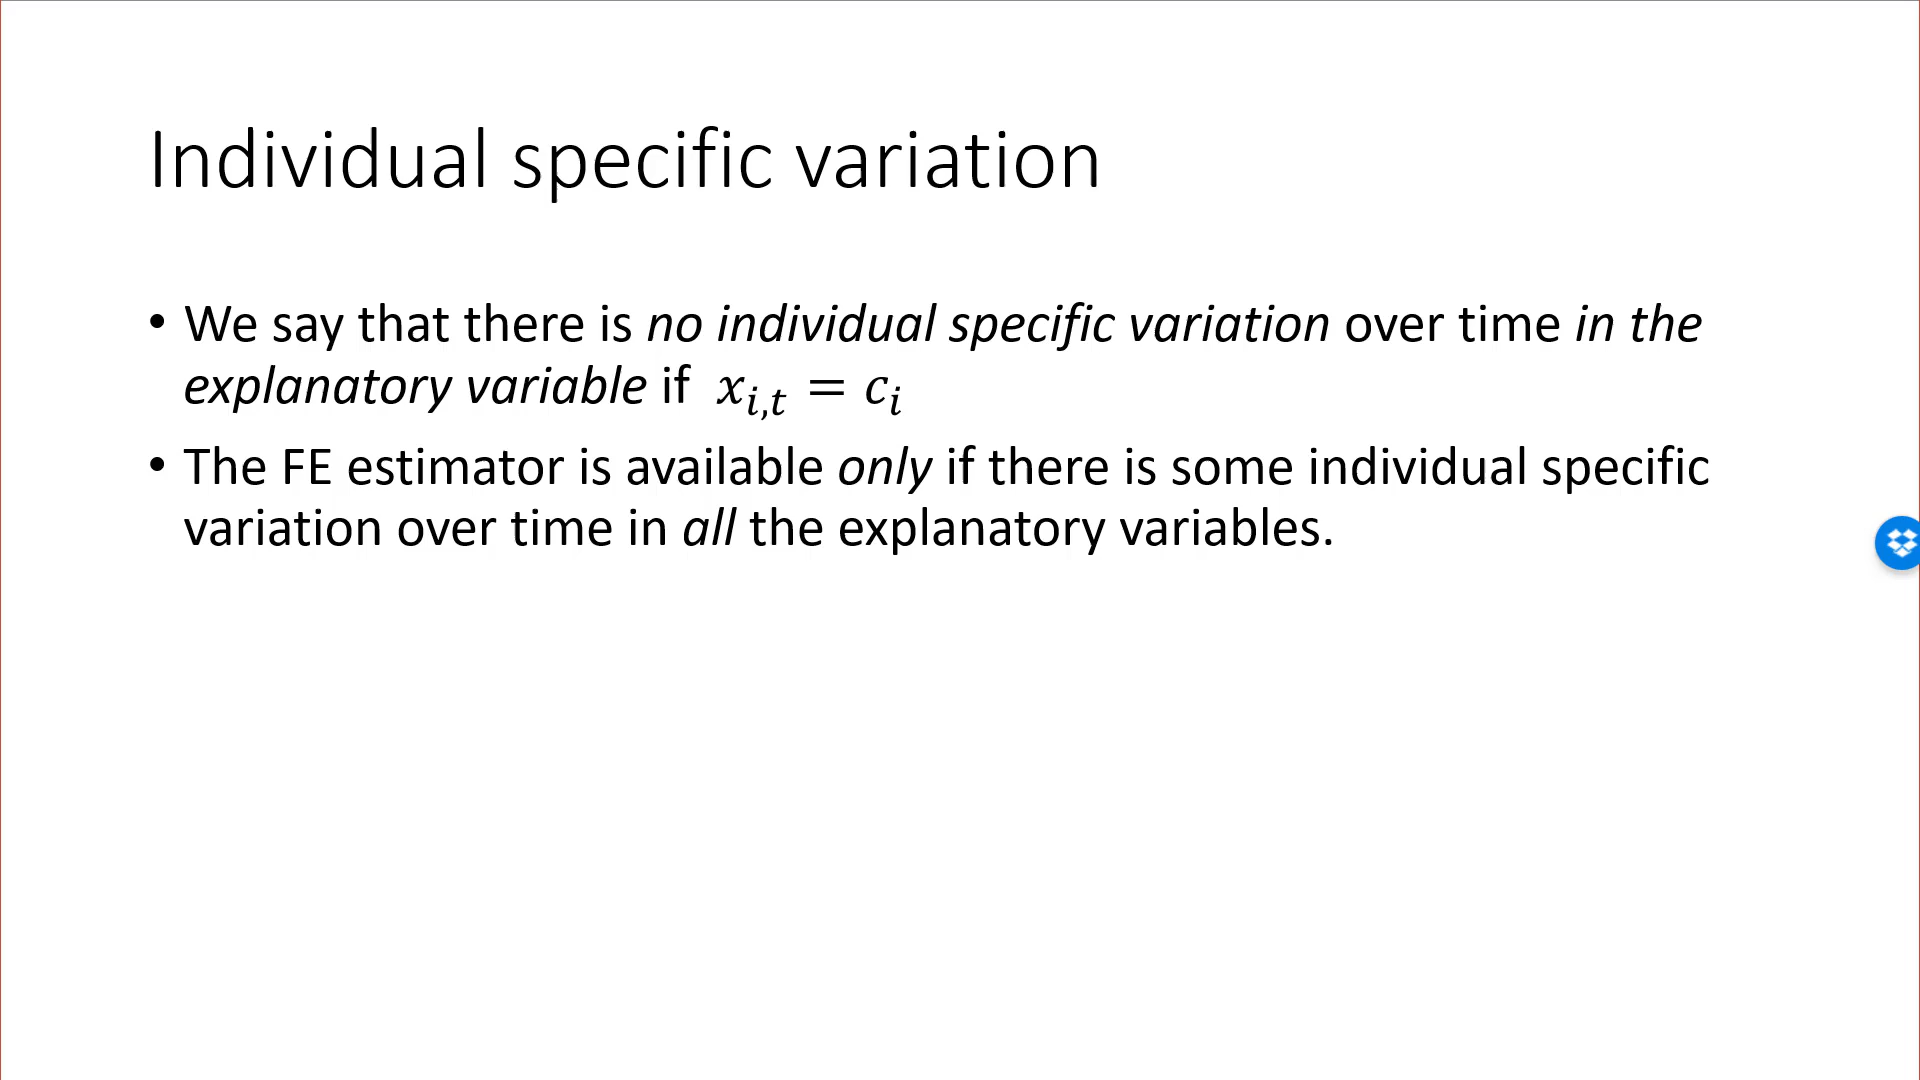 Individual specific variation
• We say that there is no individual specific variation over time in the
explanatory variable if x_{i,t} = c_i
• The FE estimator is available only if there is some individual specific
variation over time in all the explanatory variables.